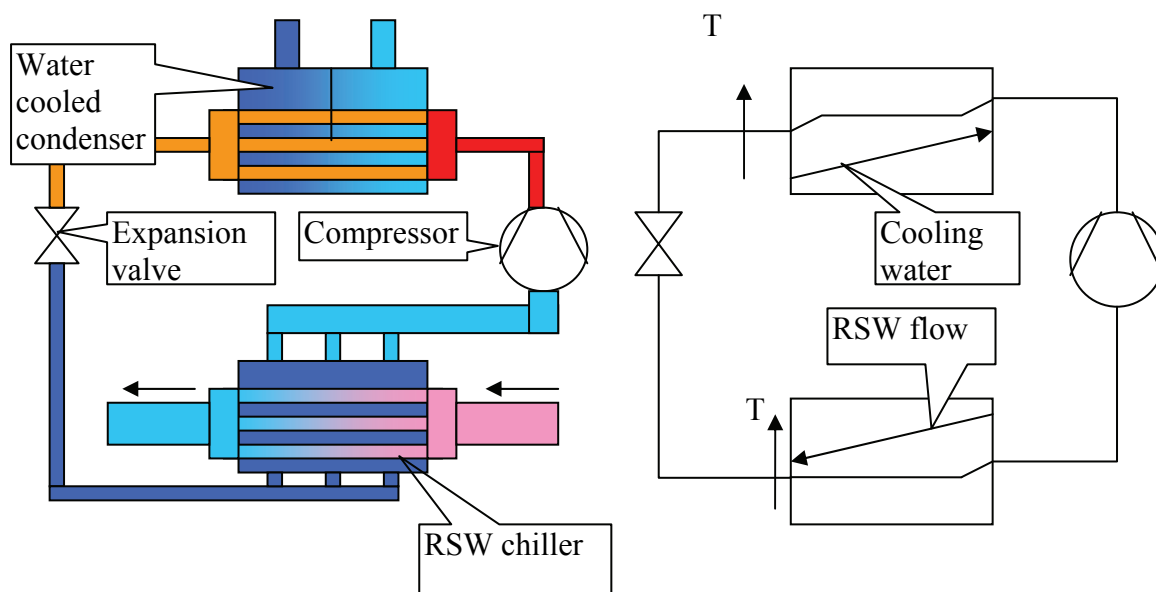 Water
cooled
condenser
Expansion
valve
Compressor
RSW chiller
T
Cooling
water
RSW flow
T